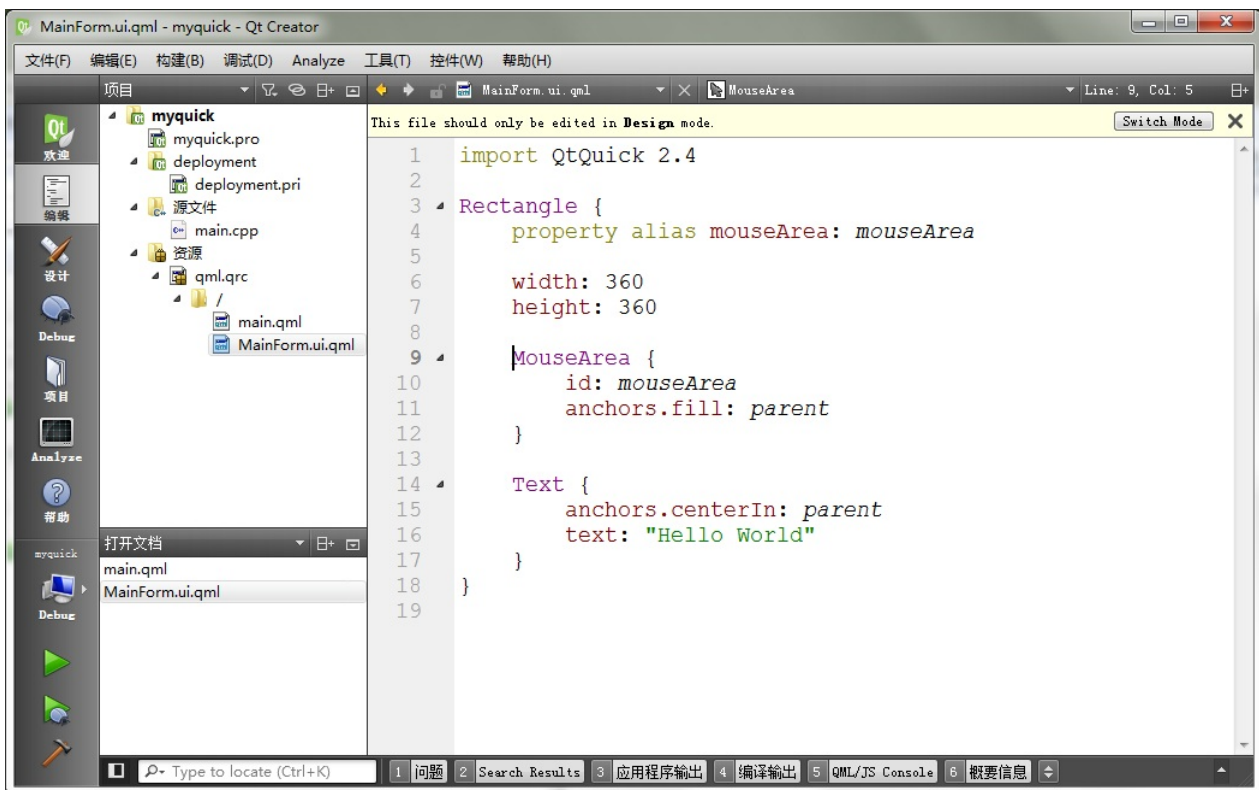 MainForm.ui.qml - myquick - Qt Creator
文件(F) 编辑(E) 构建(B) 调试(D) Analyze 工具(T) 控件(W) 帮助(H)
项目
MainForm.ui.qml
MouseArea
Line: 9, Col: 5
Qt
欢迎
编辑
设计
Debug
项目
Analyze
帮助
myquick
Debug
myquick
myquick.pro
deployment
deployment.pri
源文件
main.cpp
资源
qml.qrc
/
main.qml
MainForm.ui.qml
打开文档
main.qml
MainForm.ui.qml
This file should only be edited in Design mode.
Switch Mode
1 import QtQuick 2.4
2
3 Rectangle {
4 property alias mouseArea: mouseArea
5
6 width: 360
7 height: 360
8
9 MouseArea {
10 id: mouseArea
11 anchors.fill: parent
12 }
13
14 Text {
15 anchors.centerIn: parent
16 text: "Hello World"
17 }
18 }
19
Type to locate (Ctrl+K)
1 问题 2 Search Results 3 应用程序输出 4 编译输出 5 QML/JS Console 6 概要信息